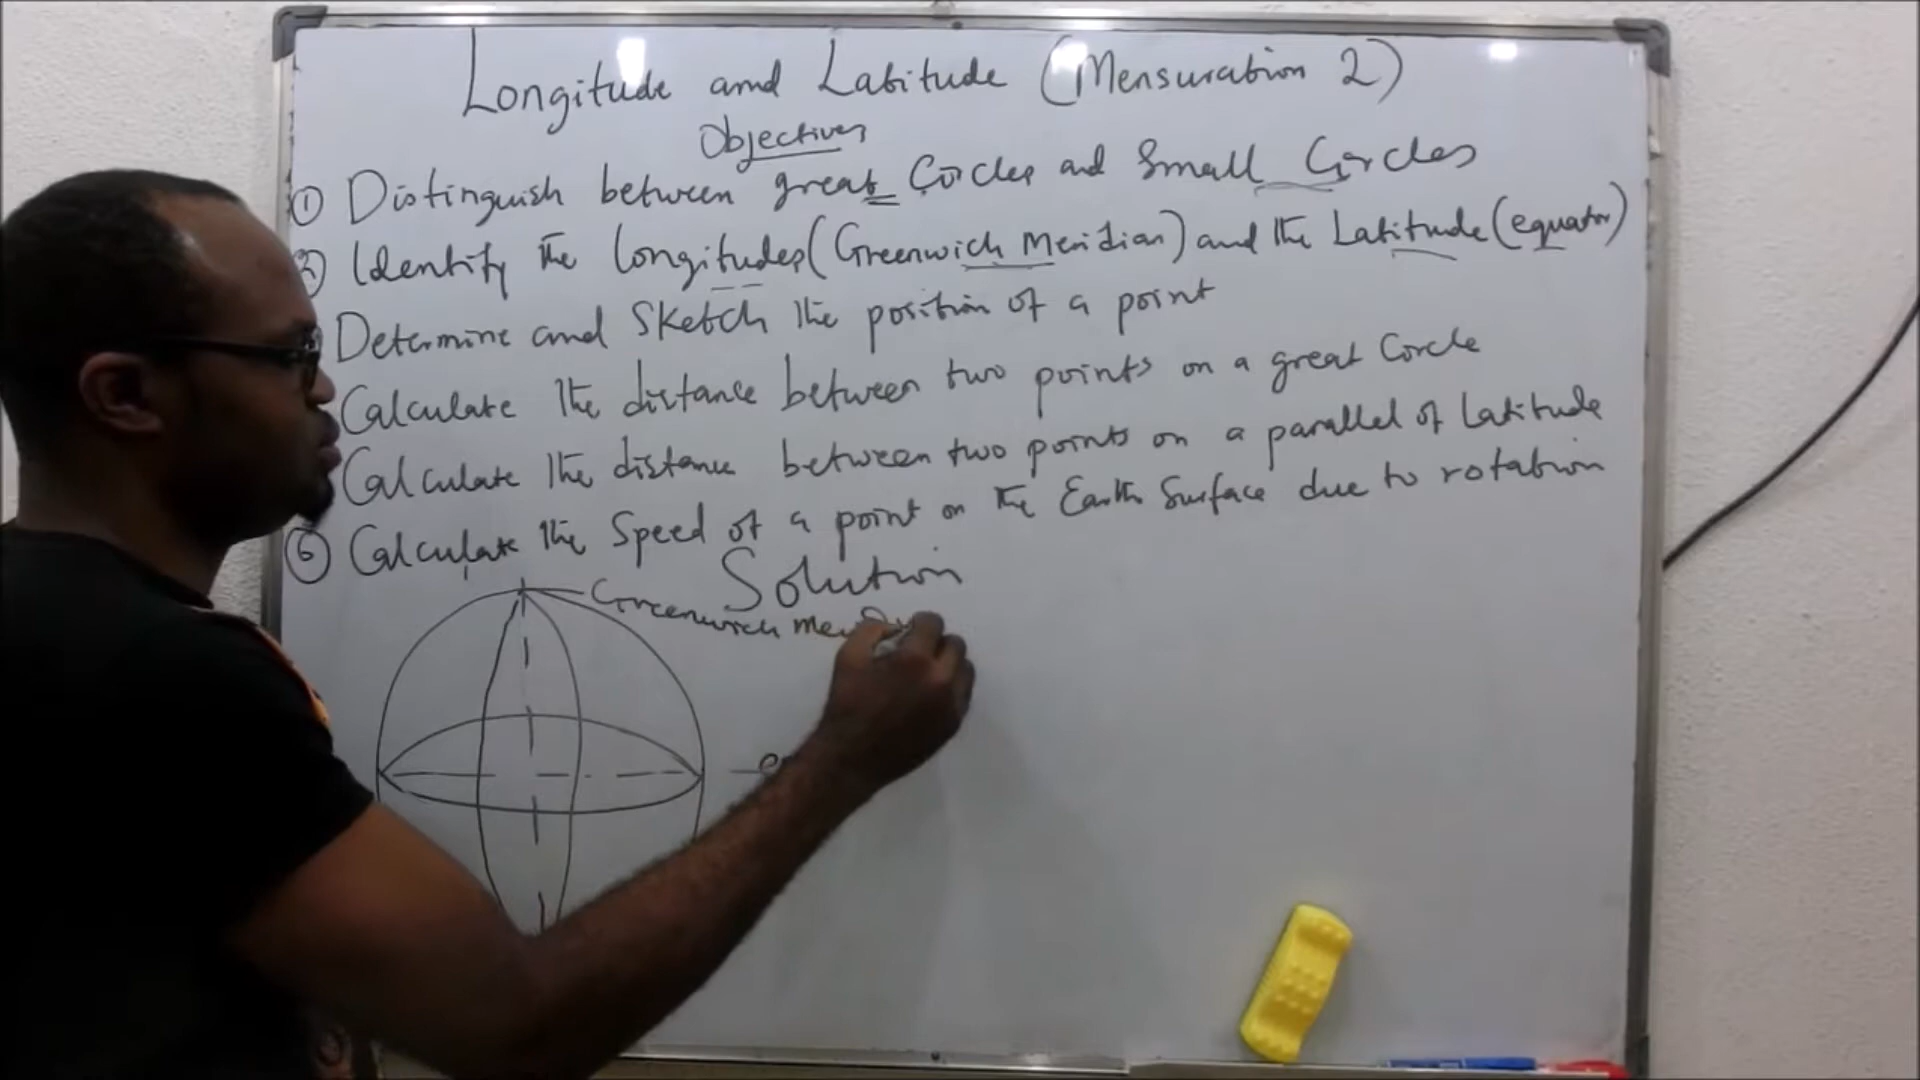 Longitude and Latitude (Mensuration 2)
Objectives
① Distinguish between great Circles and Small Circles
② Identify the longitudes (Greenwich Meridian) and the Latitude (equator)
Determine and Sketch the position of a point
Calculate the distance between two points on a great Circle
Calculate the distance between two points on a parallel of Latitude
⑥ Calculate the Speed of a point on the Earth Surface due to rotation
Solution
Greenwich